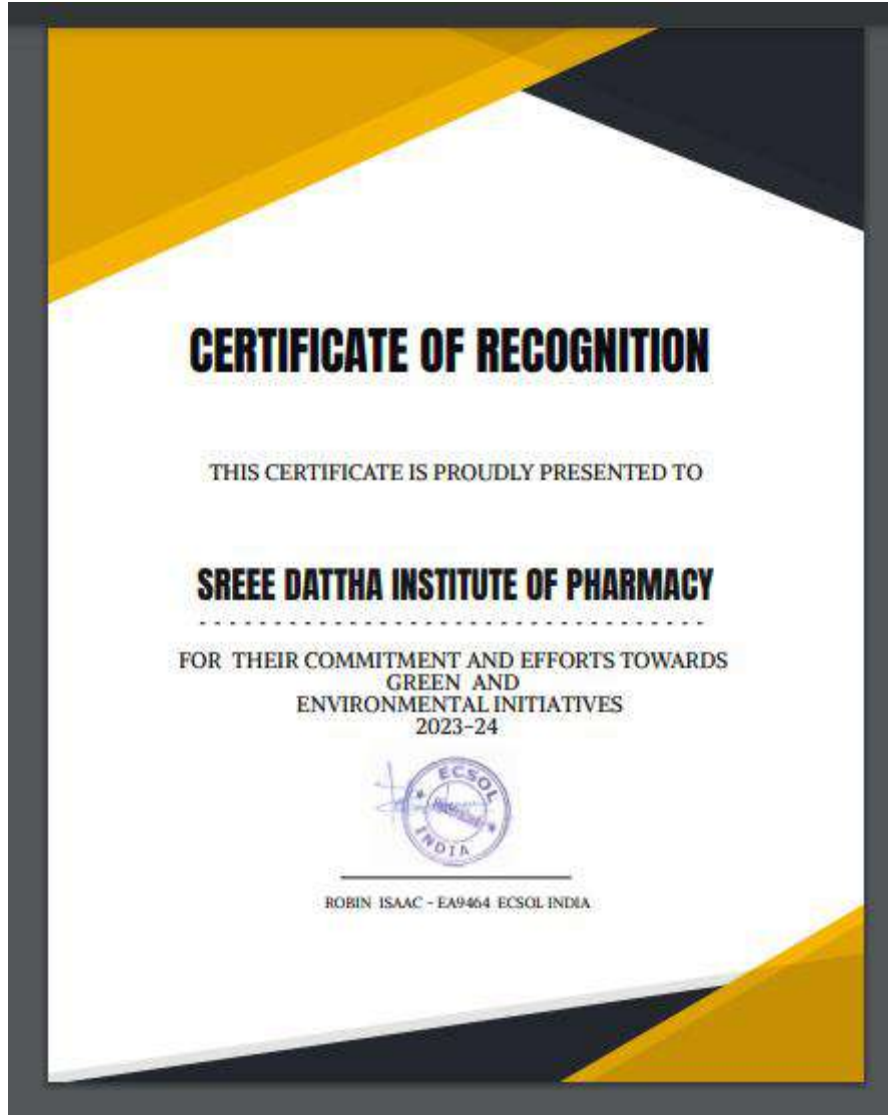 CERTIFICATE OF RECOGNITION
THIS CERTIFICATE IS PROUDLY PRESENTED TO
SREEE DATTHA INSTITUTE OF PHARMACY
FOR THEIR COMMITMENT AND EFFORTS TOWARDS
GREEN AND
ENVIRONMENTAL INITIATIVES
2023-24
ECSOL
INDIA
ROBIN ISAAC - EA9464 ECSOL INDIA